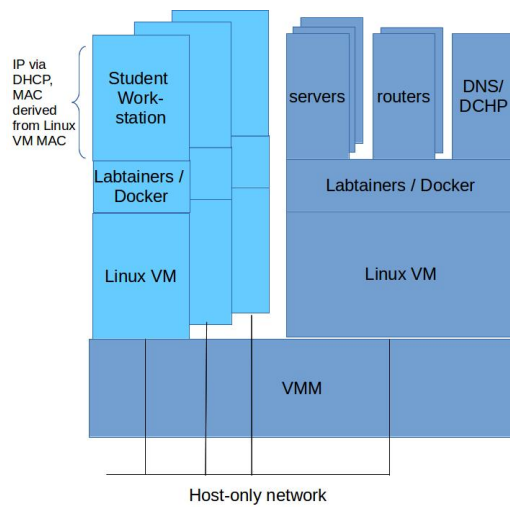 IP via
DHCP,
MAC
derived
from Linux
VM MAC
Student
Work-
station
servers
routers
DNS/
DCHP
Labtainers /
Docker
Labtainers / Docker
Linux VM
Linux VM
VMM
Host-only network